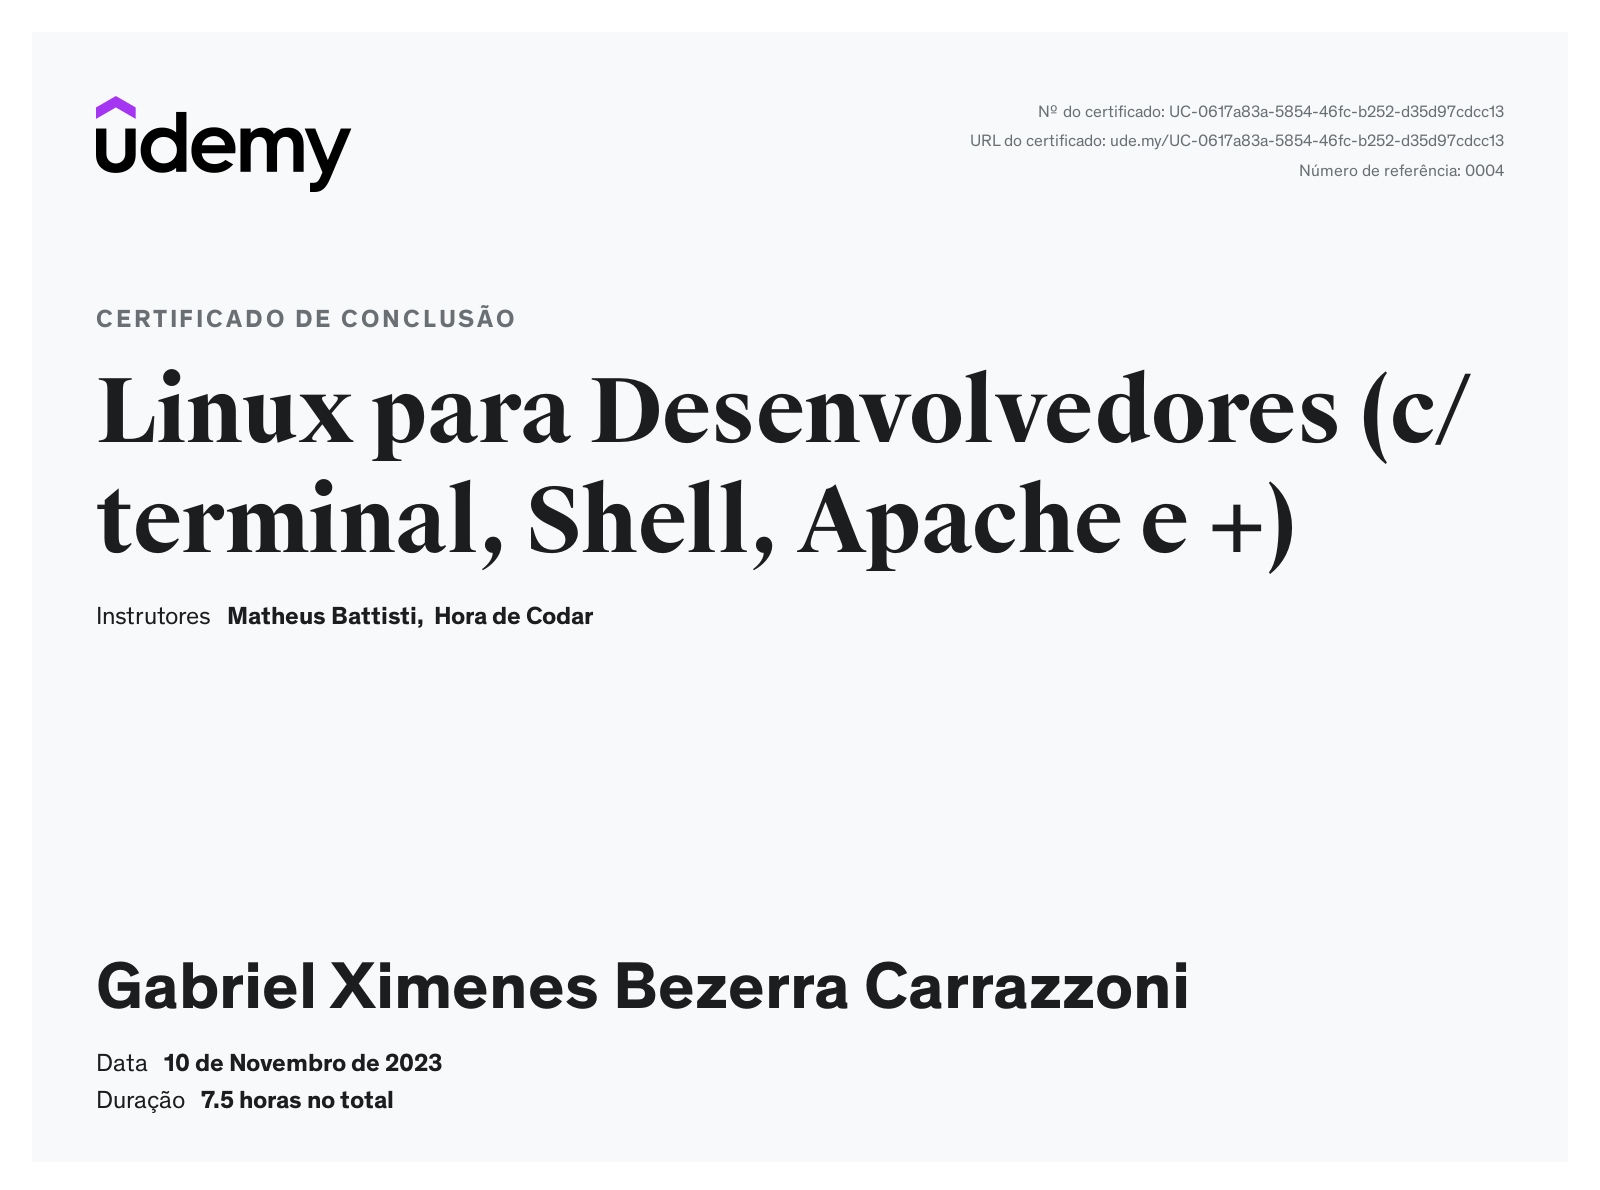 udemy
Nº do certificado: UC-0617a83a-5854-46fc-b252-d35d97cdcc13
URL do certificado: ude.my/UC-0617a83a-5854-46fc-b252-d35d97cdcc13
Número de referência: 0004
CERTIFICADO DE CONCLUSÃO
Linux para Desenvolvedores (c/
terminal, Shell, Apache e +)
Instrutores Matheus Battisti, Hora de Codar
Gabriel Ximenes Bezerra Carrazzoni
Data 10 de Novembro de 2023
Duração 7.5 horas no total